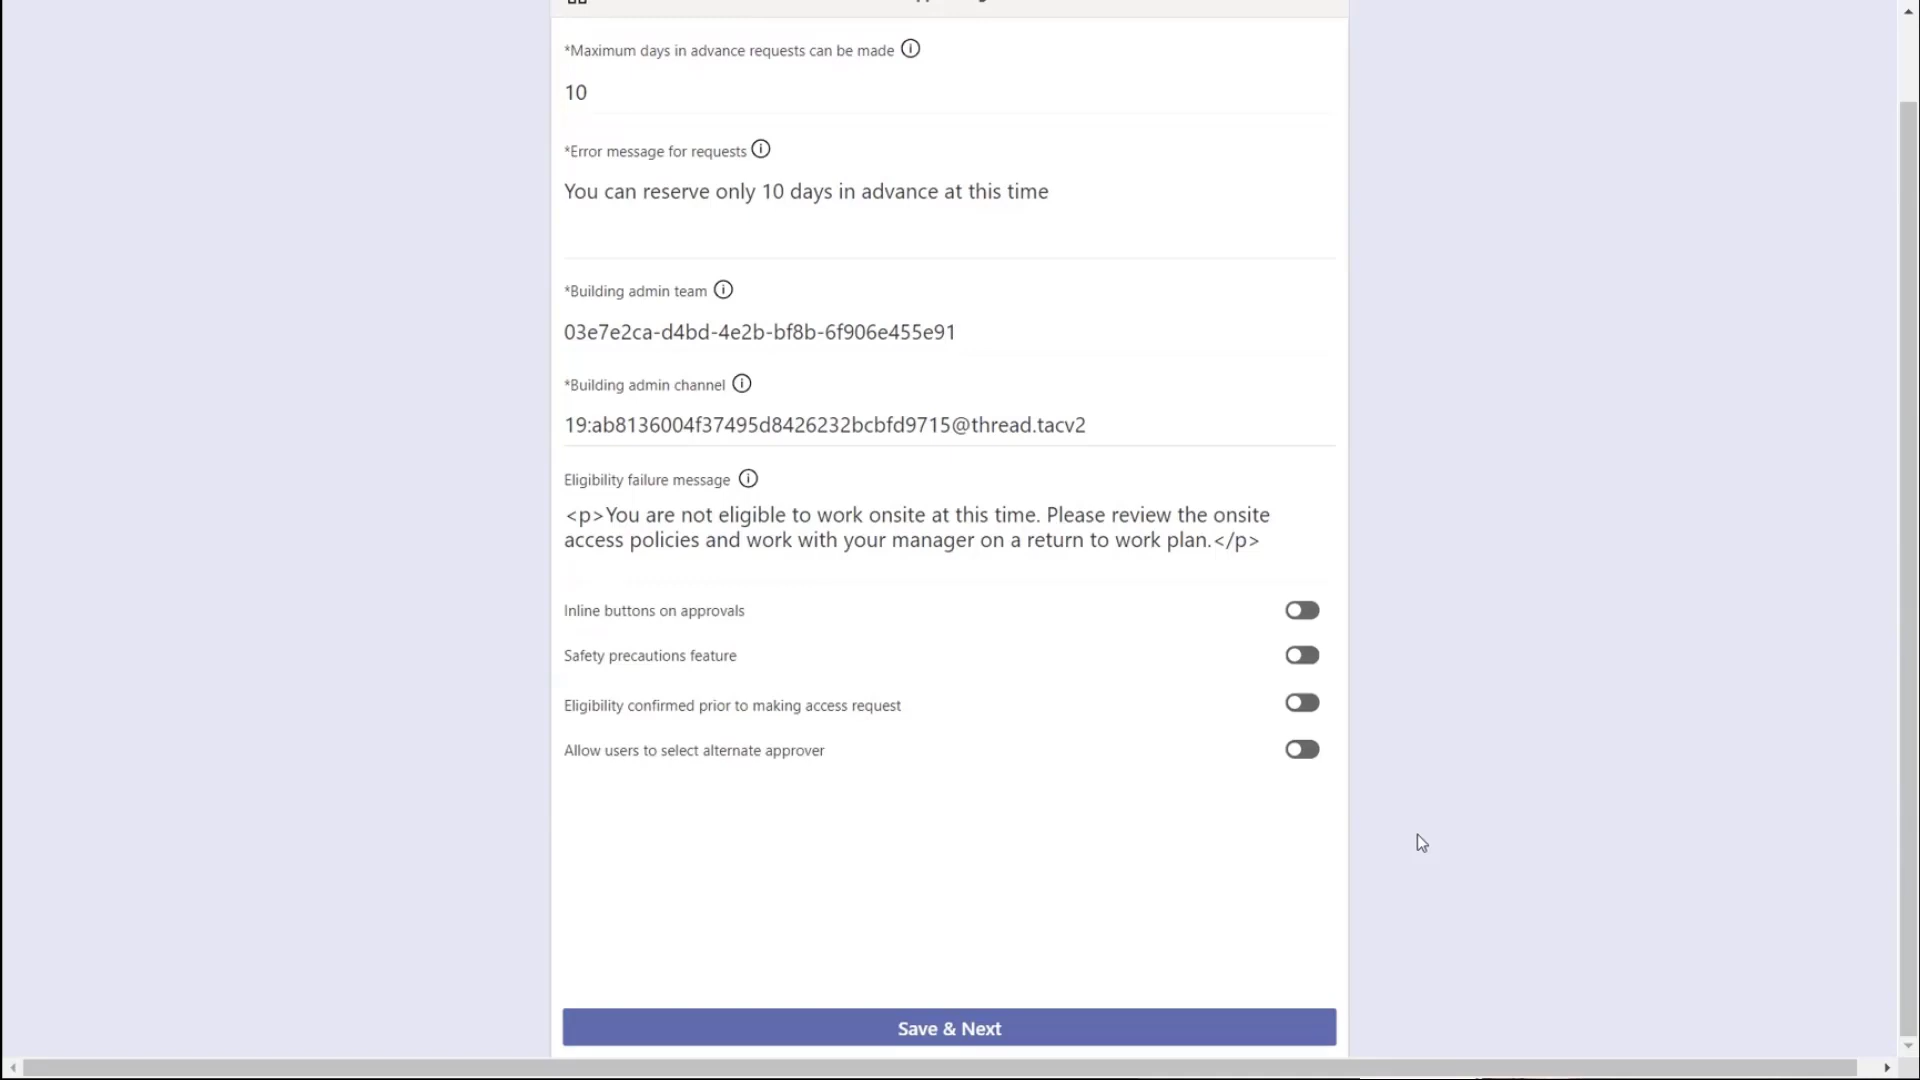 *Maximum days in advance requests can be made
10
*Error message for requests
You can reserve only 10 days in advance at this time
*Building admin team
03e7e2ca-d4bd-4e2b-bf8b-6f906e455e91
*Building admin channel
19:ab8136004f37495d8426232bcbfd9715@thread.tacv2
Eligibility failure message
<p>You are not eligible to work onsite at this time. Please review the onsite
access policies and work with your manager on a return to work plan.</p>
Inline buttons on approvals
Safety precautions feature
Eligibility confirmed prior to making access request
Allow users to select alternate approver
Save & Next